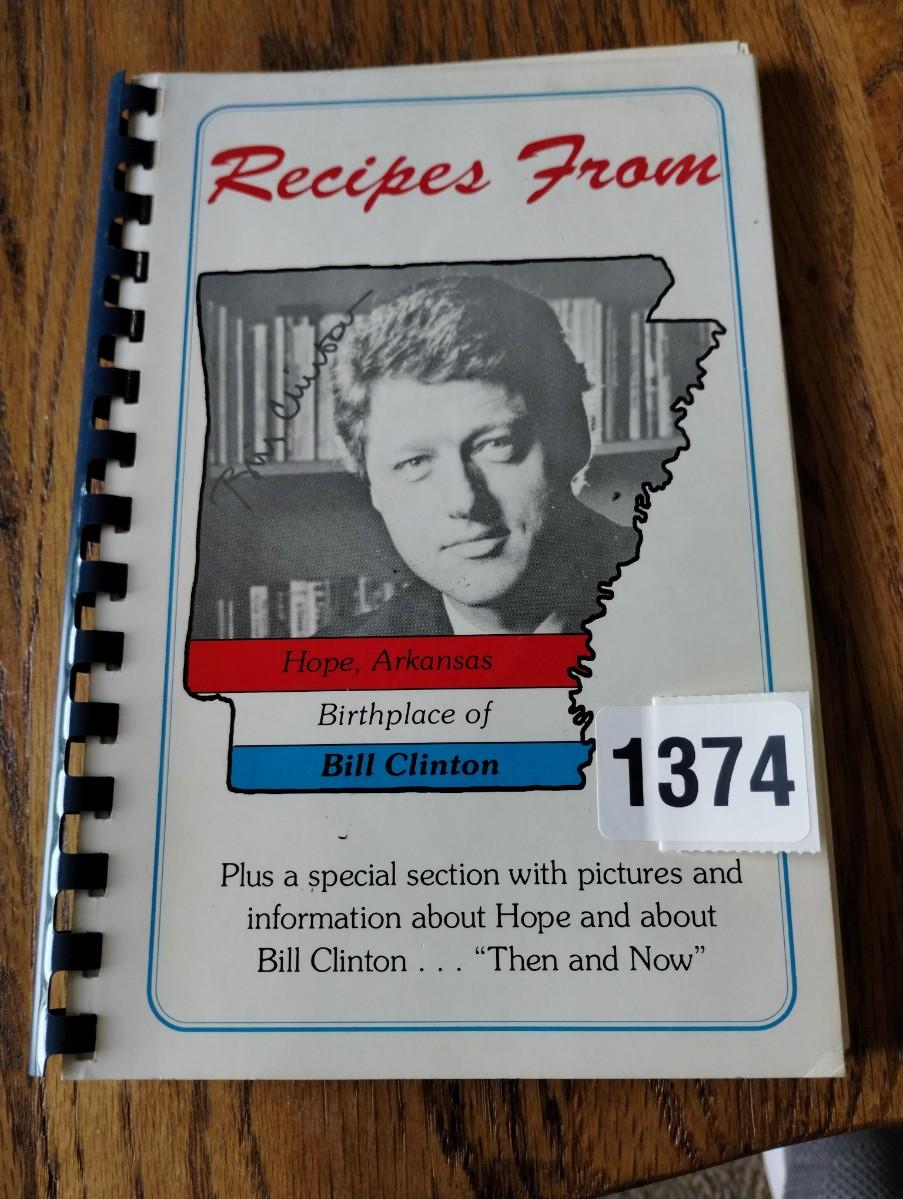 Recipes From
Bill Clinton
Hope, Arkansas
Birthplace of
Bill Clinton
1374
Plus a special section with pictures and
information about Hope and about
Bill Clinton . . . “Then and Now”